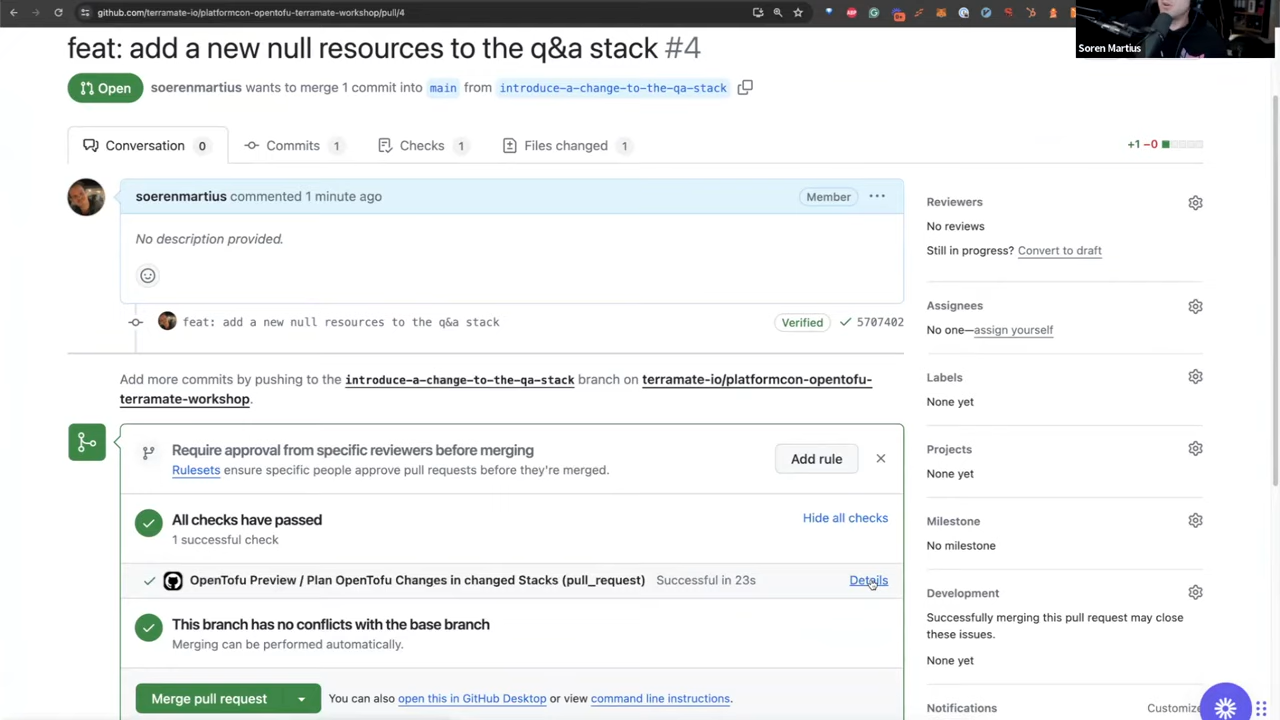 github.com/terramate-io/platformcon-opentofu-terramate-workshop/pull/4
Soren Martius
feat: add a new null resources to the q&a stack #4
Open soerenmartius wants to merge 1 commit into main from introduce-a-change-to-the-qa-stack
Conversation 0 Commits 1 Checks 1 Files changed 1
+1 −0
soerenmartius commented 1 minute ago Member
No description provided.
feat: add a new null resources to the q&a stack Verified 5707402
Add more commits by pushing to the introduce-a-change-to-the-qa-stack branch on terramate-io/platformcon-opentofu-
terramate-workshop.
Require approval from specific reviewers before merging
Rulesets ensure specific people approve pull requests before they're merged.
Add rule
All checks have passed
1 successful check
Hide all checks
OpenTofu Preview / Plan OpenTofu Changes in changed Stacks (pull_request) Successful in 23s Details
This branch has no conflicts with the base branch
Merging can be performed automatically.
Merge pull request You can also open this in GitHub Desktop or view command line instructions.
Reviewers
No reviews
Still in progress? Convert to draft
Assignees
No one—assign yourself
Labels
None yet
Projects
None yet
Milestone
No milestone
Development
Successfully merging this pull request may close
these issues.
None yet
Notifications Customize